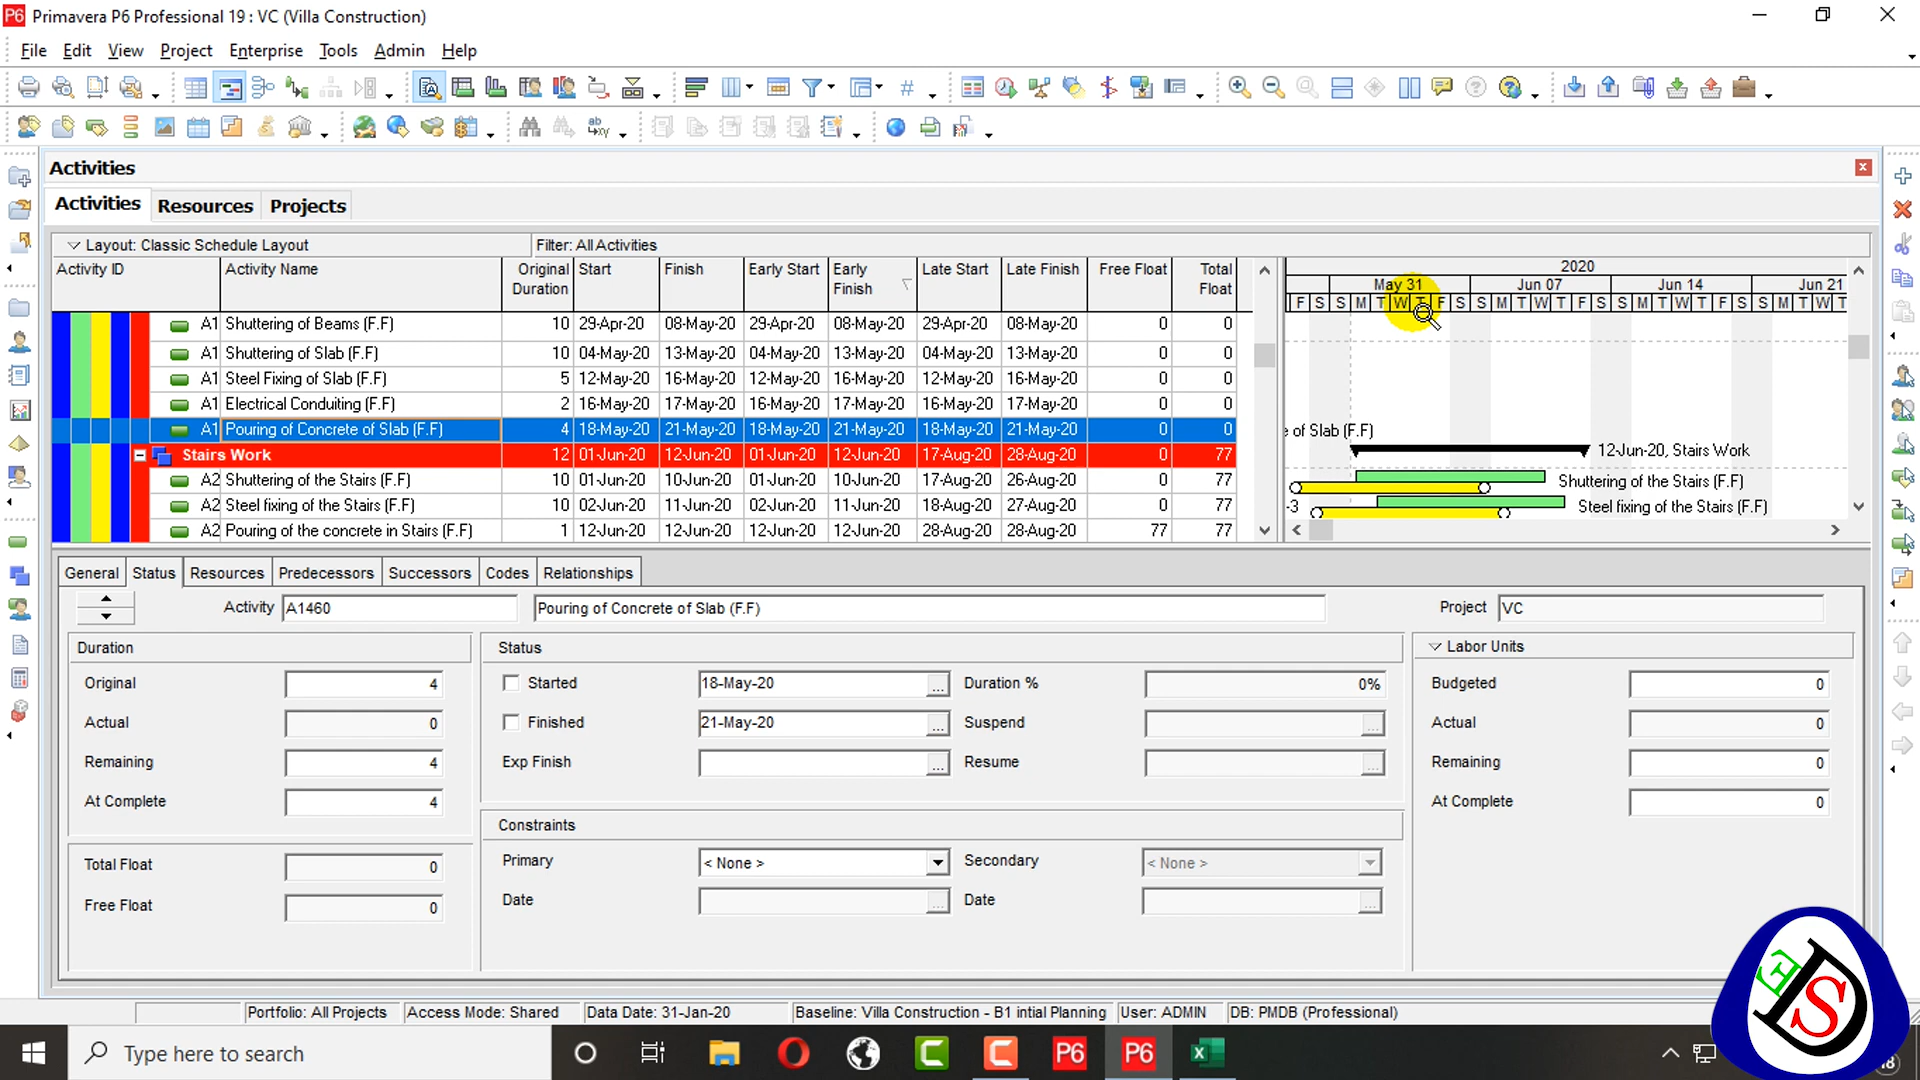 Primavera P6 Professional 19 : VC (Villa Construction)
File Edit View Project Enterprise Tools Admin Help
Activities
Activities Resources Projects
Layout: Classic Schedule Layout Filter: All Activities
Activity ID Activity Name Original Duration Start Finish Early Start Early Finish Late Start Late Finish Free Float Total Float
2020
May 31 Jun 07 Jun 14 Jun 21
F S S M T W T F S S M T W T F S S M T W T F S S M T W T
A1 Shuttering of Beams (F.F) 10 29-Apr-20 08-May-20 29-Apr-20 08-May-20 29-Apr-20 08-May-20 0 0
A1 Shuttering of Slab (F.F) 10 04-May-20 13-May-20 04-May-20 13-May-20 04-May-20 13-May-20 0 0
A1 Steel Fixing of Slab (F.F) 5 12-May-20 16-May-20 12-May-20 16-May-20 12-May-20 16-May-20 0 0
A1 Electrical Conduiting (F.F) 2 16-May-20 17-May-20 16-May-20 17-May-20 16-May-20 17-May-20 0 0
A1 Pouring of Concrete of Slab (F.F) 4 18-May-20 21-May-20 18-May-20 21-May-20 18-May-20 21-May-20 0 0 e of Slab (F.F)
Stairs Work 12 01-Jun-20 12-Jun-20 01-Jun-20 12-Jun-20 17-Aug-20 28-Aug-20 0 77 12-Jun-20, Stairs Work
A2 Shuttering of the Stairs (F.F) 10 01-Jun-20 10-Jun-20 01-Jun-20 10-Jun-20 17-Aug-20 26-Aug-20 0 77 Shuttering of the Stairs (F.F)
A2 Steel fixing of the Stairs (F.F) 10 02-Jun-20 11-Jun-20 02-Jun-20 11-Jun-20 18-Aug-20 27-Aug-20 0 77 -3 Steel fixing of the Stairs (F.F)
A2 Pouring of the concrete in Stairs (F.F) 1 12-Jun-20 12-Jun-20 12-Jun-20 12-Jun-20 28-Aug-20 28-Aug-20 77 77
General Status Resources Predecessors Successors Codes Relationships
Activity A1460 Pouring of Concrete of Slab (F.F) Project VC
Duration Status Labor Units
Original 4 Started 18-May-20 ... Duration % 0% Budgeted 0
Actual 0 Finished 21-May-20 ... Suspend ... Actual 0
Remaining 4 Exp Finish ... Resume ... Remaining 0
At Complete 4 At Complete 0
Constraints
Total Float 0 Primary < None > Secondary < None >
Free Float 0 Date ... Date ...
Portfolio: All Projects Access Mode: Shared Data Date: 31-Jan-20 Baseline: Villa Construction - B1 intial Planning User: ADMIN DB: PMDB (Professional)
Type here to search